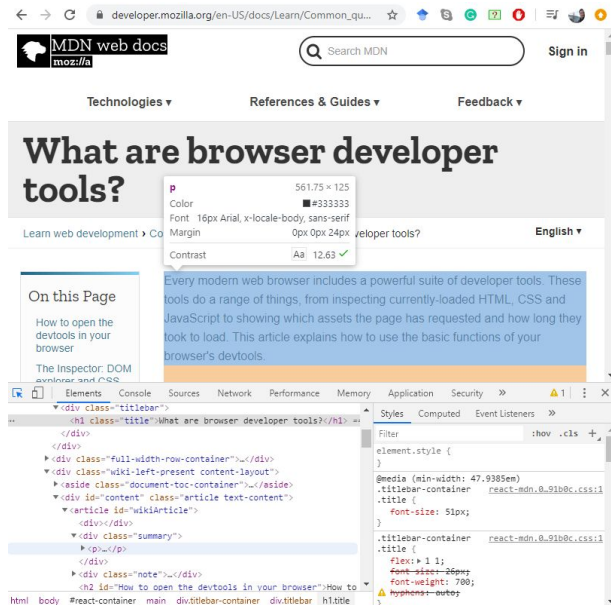 developer.mozilla.org/en-US/docs/Learn/Common_qu...
MDN web docs
moz://a
Search MDN
Sign in
Technologies ▾
References & Guides ▾
Feedback ▾
What are browser developer
tools?
p 561.75 × 125
Color #333333
Font 16px Arial, x-locale-body, sans-serif
Margin 0px 0px 24px
Contrast Aa 12.63 ✓
Learn web development › Co
veloper tools?
English ▾
On this Page
How to open the
devtools in your
browser
The Inspector: DOM
explorer and CSS
Every modern web browser includes a powerful suite of developer tools. These
tools do a range of things, from inspecting currently-loaded HTML, CSS and
JavaScript to showing which assets the page has requested and how long they
took to load. This article explains how to use the basic functions of your
browser's devtools.
Elements Console Sources Network Performance Memory Application Security » 1
▾<div class="titlebar">
<h1 class="title">What are browser developer tools?</h1> ==
</div>
</div>
▸<div class="full-width-row-container">…</div>
▾<div class="wiki-left-present content-layout">
▸<aside class="document-toc-container">…</aside>
▾<div id="content" class="article text-content">
▾<article id="wikiArticle">
<div></div>
▾<div class="summary">
▸<p>…</p>
</div>
▸<div class="note">…</div>
<h2 id="How to open the devtools in your browser">How to
html body #react-container main div.titlebar-container div.titlebar h1.title
Styles Computed Event Listeners »
Filter :hov .cls +
element.style {
}
@media (min-width: 47.9385em)
.titlebar-container react-mdn.0…91b0c.css:1
.title {
font-size: 51px;
}
.titlebar-container react-mdn.0…91b0c.css:1
.title {
flex: ▸ 1 1;
font-size: 26px;
font-weight: 700;
hyphens: auto;
}